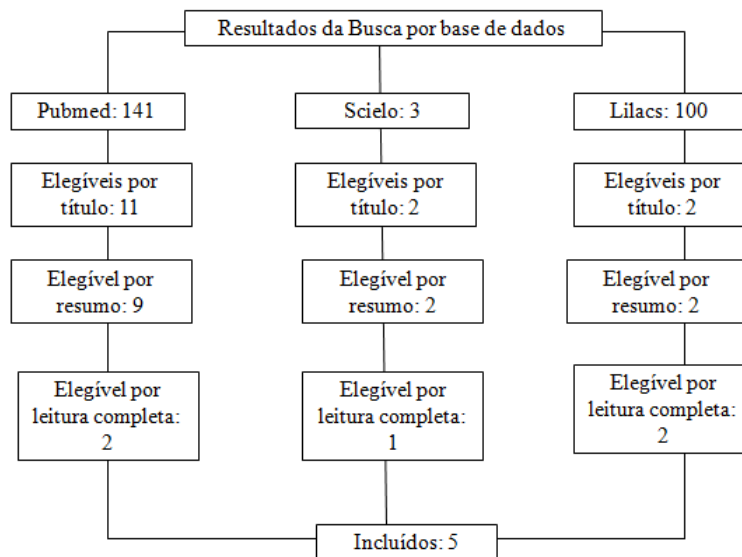 Resultados da Busca por base de dados
Pubmed: 141
Scielo: 3
Lilacs: 100
Elegíveis por
título: 11
Elegíveis por
título: 2
Elegíveis por
título: 2
Elegível por
resumo: 9
Elegível por
resumo: 2
Elegível por
resumo: 2
Elegível por
leitura completa:
2
Elegível por
leitura completa:
1
Elegível por
leitura completa:
2
Incluídos: 5